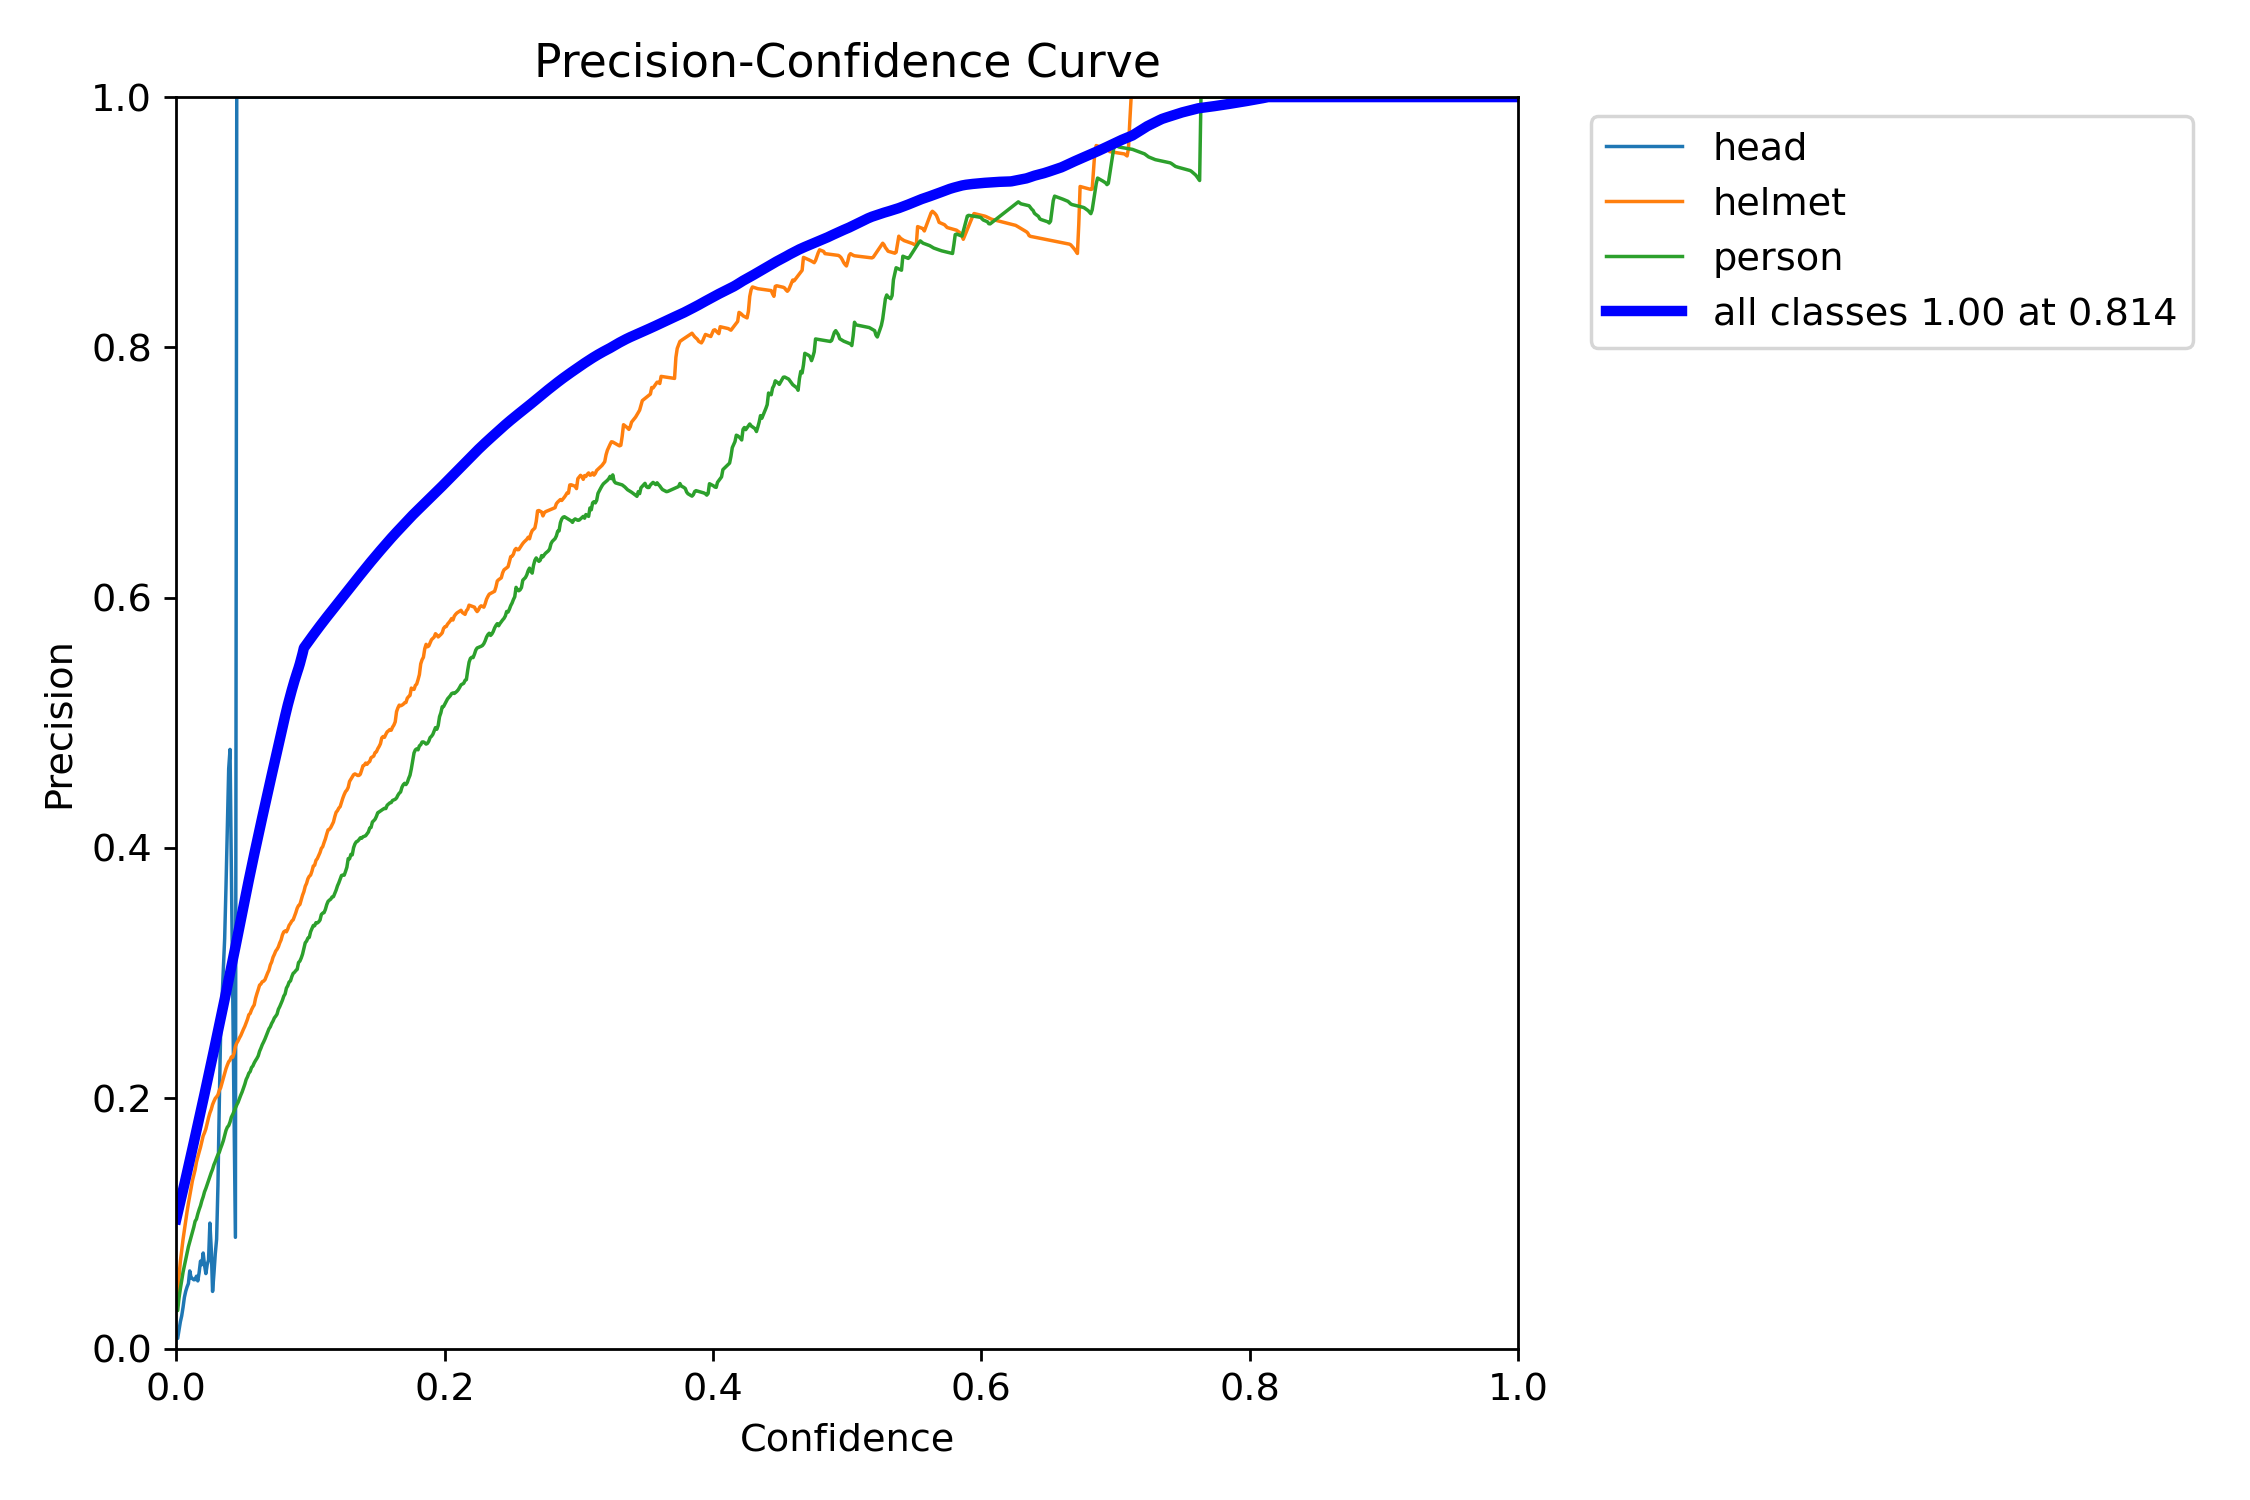 Precision-Confidence Curve
1.0
0.8
0.6
0.4
0.2
0.0
Precision
0.0 0.2 0.4 0.6 0.8 1.0
Confidence
head
helmet
person
all classes 1.00 at 0.814